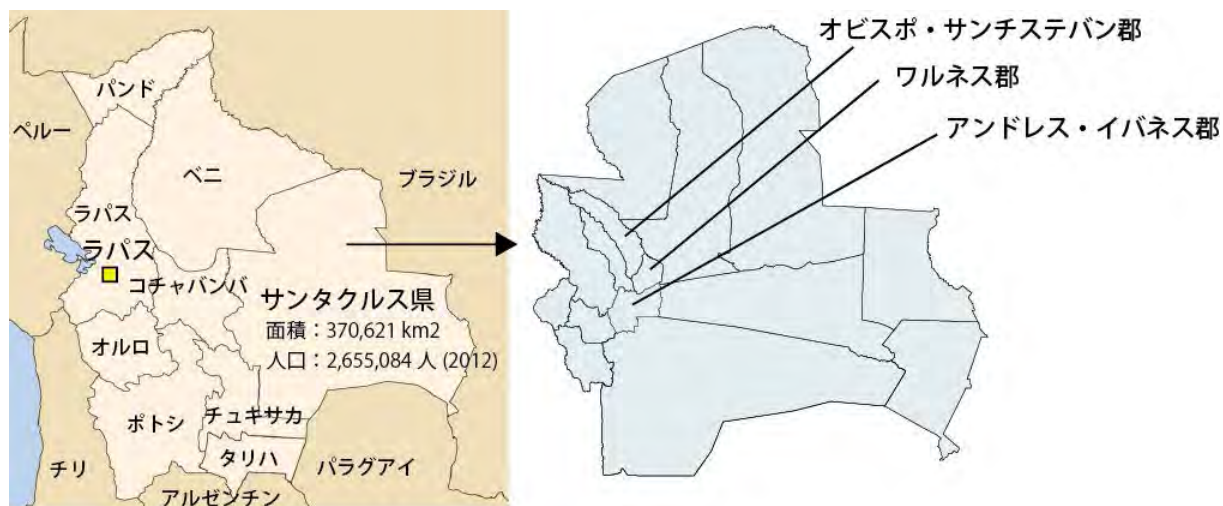 パンド
ペルー
ベニ
ブラジル
ラパス
ラパス
コチャバンバ
サンタクルス県
面積：370,621 km2
人口：2,655,084 人 (2012)
オルロ
ポトシ
チュキサカ
タリハ
チリ
パラグアイ
アルゼンチン
オビスポ・サンチステバン郡
ワルネス郡
アンドレス・イバネス郡